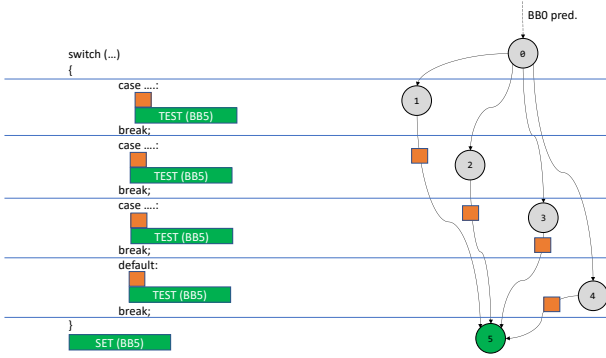 BB0 pred.
switch (…)
{
case ….:
TEST (BB5)
break;
case ….:
TEST (BB5)
break;
case ….:
TEST (BB5)
break;
default:
TEST (BB5)
break;
}
SET (BB5)
0
1
2
3
4
5